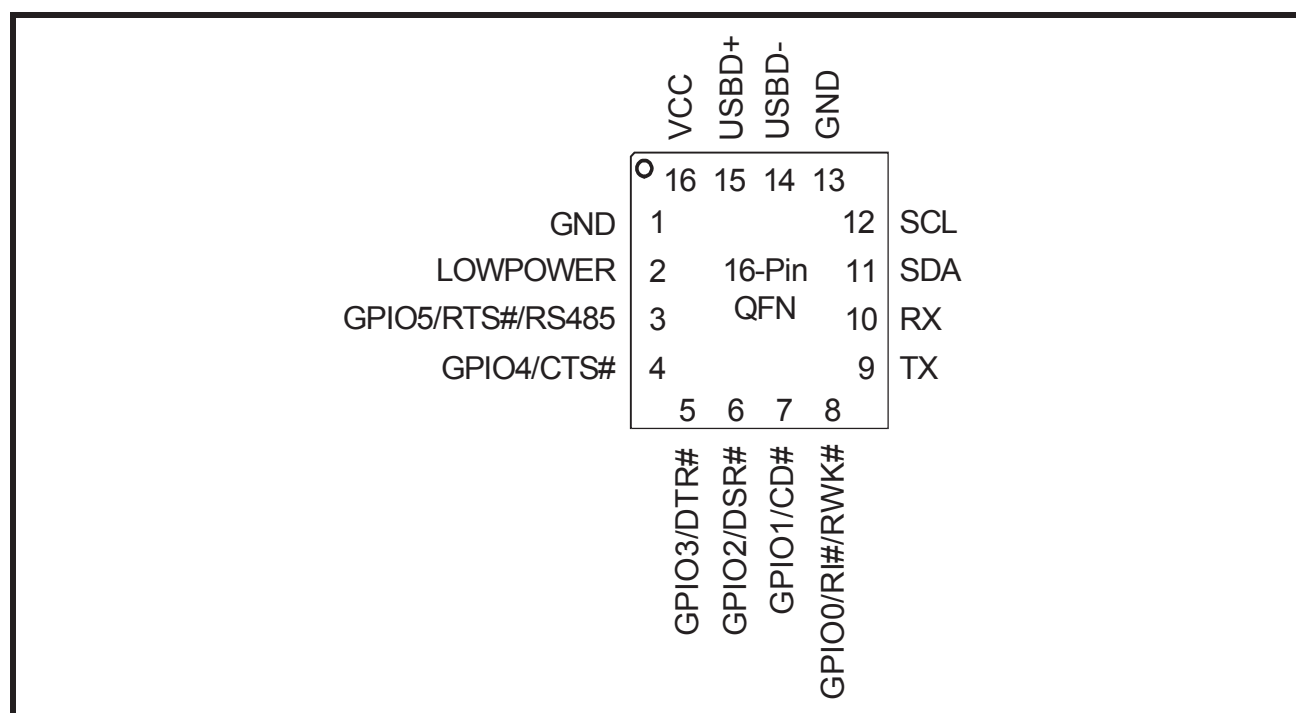 VCC
USBD+
USBD-
GND
16 15 14 13
GND 1 12 SCL
LOWPOWER 2 16-Pin 11 SDA
QFN
GPIO5/RTS#/RS485 3 10 RX
GPIO4/CTS# 4 9 TX
5 6 7 8
GPIO3/DTR#
GPIO2/DSR#
GPIO1/CD#
GPIO0/RI#/RWK#